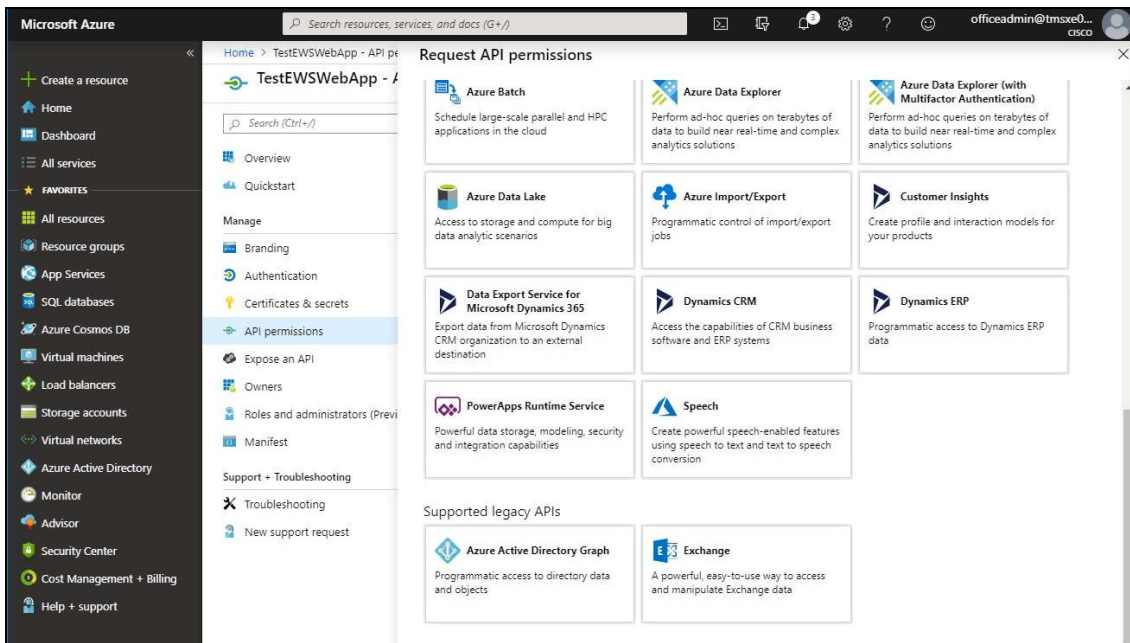 Microsoft Azure
Search resources, services, and docs (G+/)
3
officeadmin@tmsxe0...
CISCO
«
Create a resource
Home
Dashboard
All services
FAVORITES
All resources
Resource groups
App Services
SQL databases
Azure Cosmos DB
Virtual machines
Load balancers
Storage accounts
Virtual networks
Azure Active Directory
Monitor
Advisor
Security Center
Cost Management + Billing
Help + support
Home > TestEWSWebApp - API pe
TestEWSWebApp - A
Search (Ctrl+/)
Overview
Quickstart
Manage
Branding
Authentication
Certificates & secrets
API permissions
Expose an API
Owners
Roles and administrators (Previ
Manifest
Support + Troubleshooting
Troubleshooting
New support request
Request API permissions
Azure Batch
Schedule large-scale parallel and HPC
applications in the cloud
Azure Data Explorer
Perform ad-hoc queries on terabytes of
data to build near real-time and complex
analytics solutions
Azure Data Explorer (with
Multifactor Authentication)
Perform ad-hoc queries on terabytes of
data to build near real-time and complex
analytics solutions
Azure Data Lake
Access to storage and compute for big
data analytic scenarios
Azure Import/Export
Programmatic control of import/export
jobs
Customer Insights
Create profile and interaction models for
your products
Data Export Service for
Microsoft Dynamics 365
Export data from Microsoft Dynamics
CRM organization to an external
destination
Dynamics CRM
Access the capabilities of CRM business
software and ERP systems
Dynamics ERP
Programmatic access to Dynamics ERP
data
PowerApps Runtime Service
Powerful data storage, modeling, security
and integration capabilities
Speech
Create powerful speech-enabled features
using speech to text and text to speech
conversion
Supported legacy APIs
Azure Active Directory Graph
Programmatic access to directory data
and objects
Exchange
A powerful, easy-to-use way to access
and manipulate Exchange data